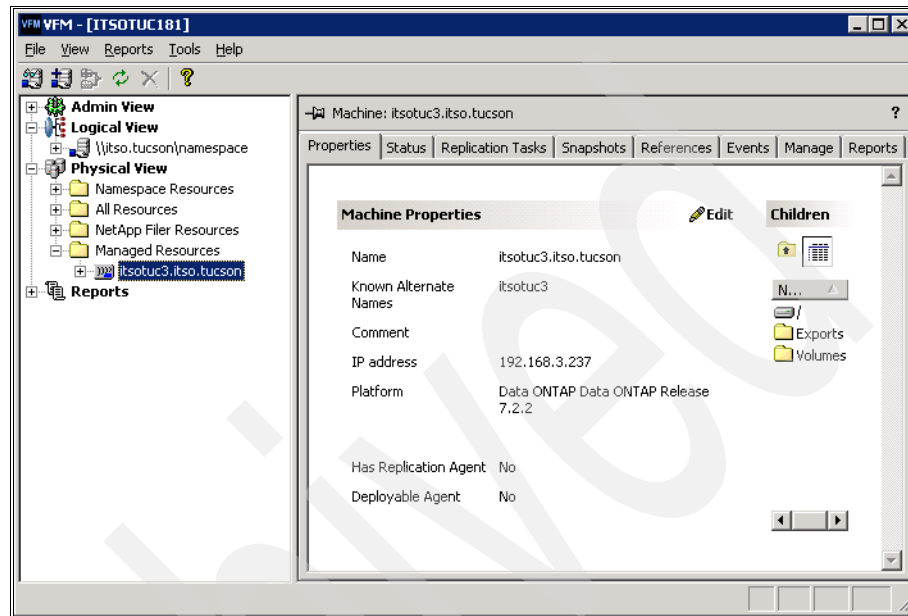 VFM VFM - [ITSOTUC181]
File View Reports Tools Help
Admin View
Logical View
\\itso.tucson\namespace
Physical View
Namespace Resources
All Resources
NetApp Filer Resources
Managed Resources
itsotuc3.itso.tucson
Reports
Machine: itsotuc3.itso.tucson ?
Properties Status Replication Tasks Snapshots References Events Manage Reports
Machine Properties Edit Children
Name itsotuc3.itso.tucson
Known Alternate Names itsotuc3
N...
/
Exports
Volumes
Comment
IP address 192.168.3.237
Platform Data ONTAP Data ONTAP Release
7.2.2
Has Replication Agent No
Deployable Agent No